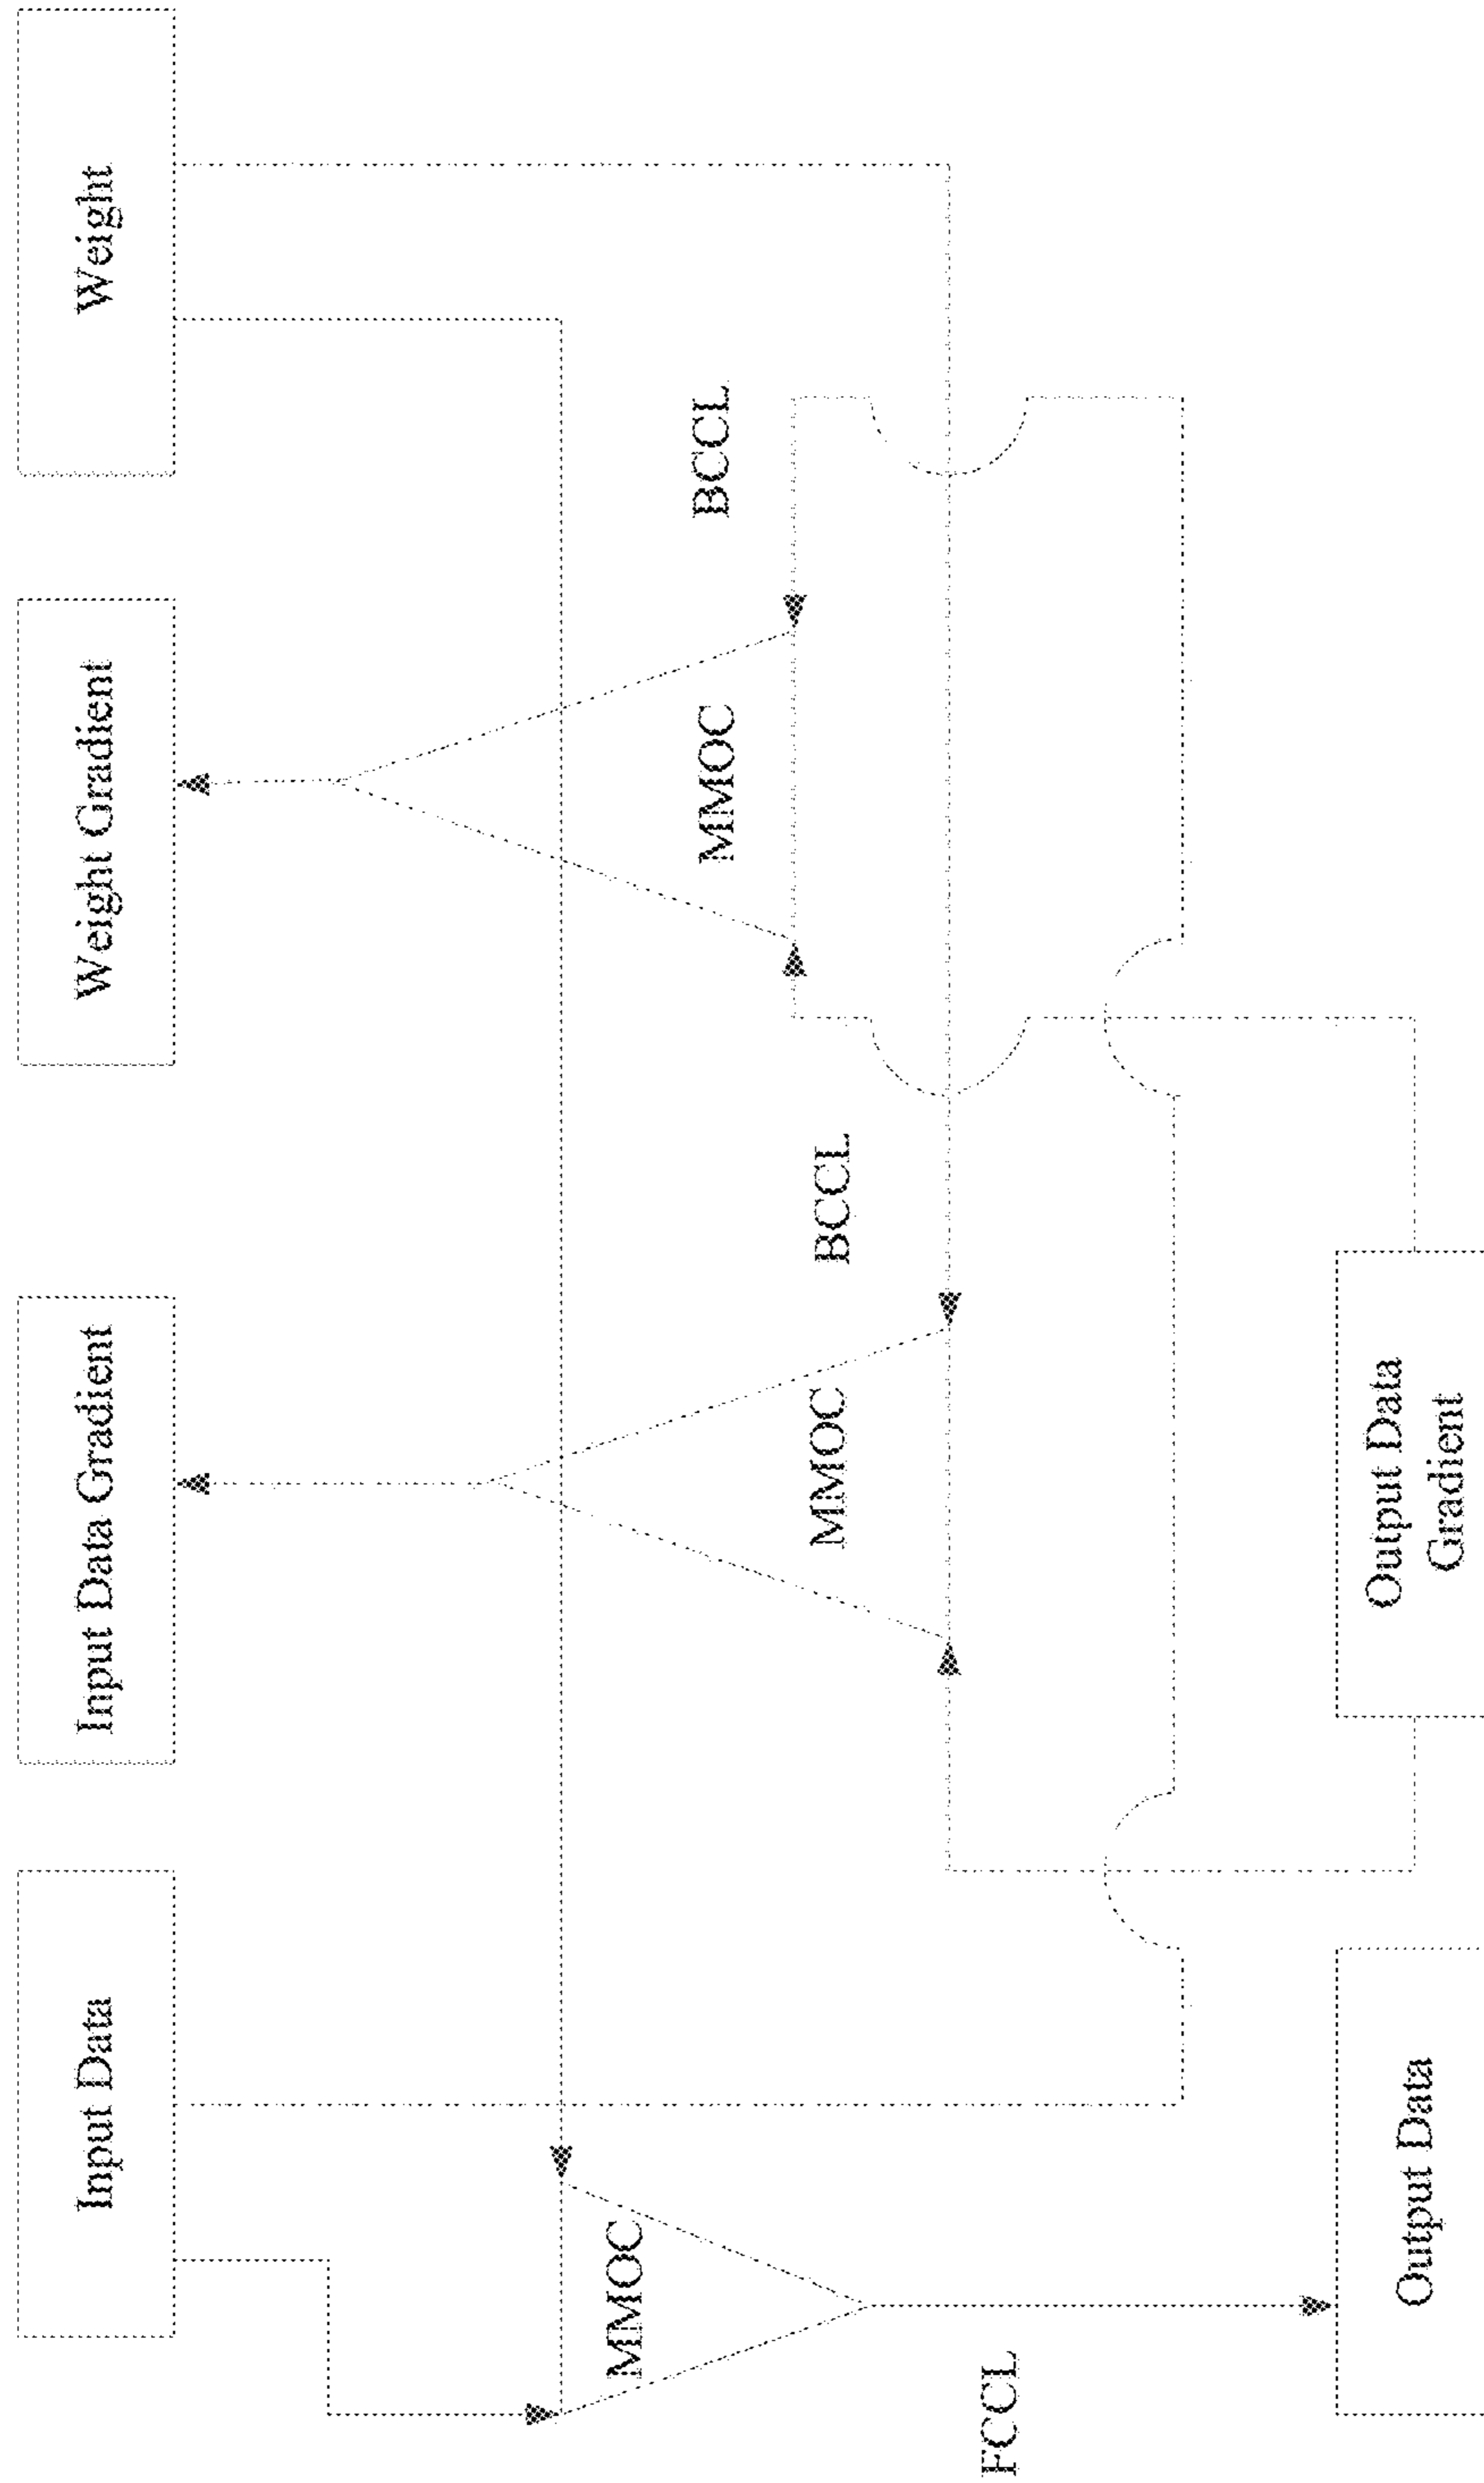 Input Data
Input Data Gradient
Weight Gradient
Weight
MMOC
MMOC
BCCL
MMOC
BCCL
FCCL
Output Data
Output Data
Gradient